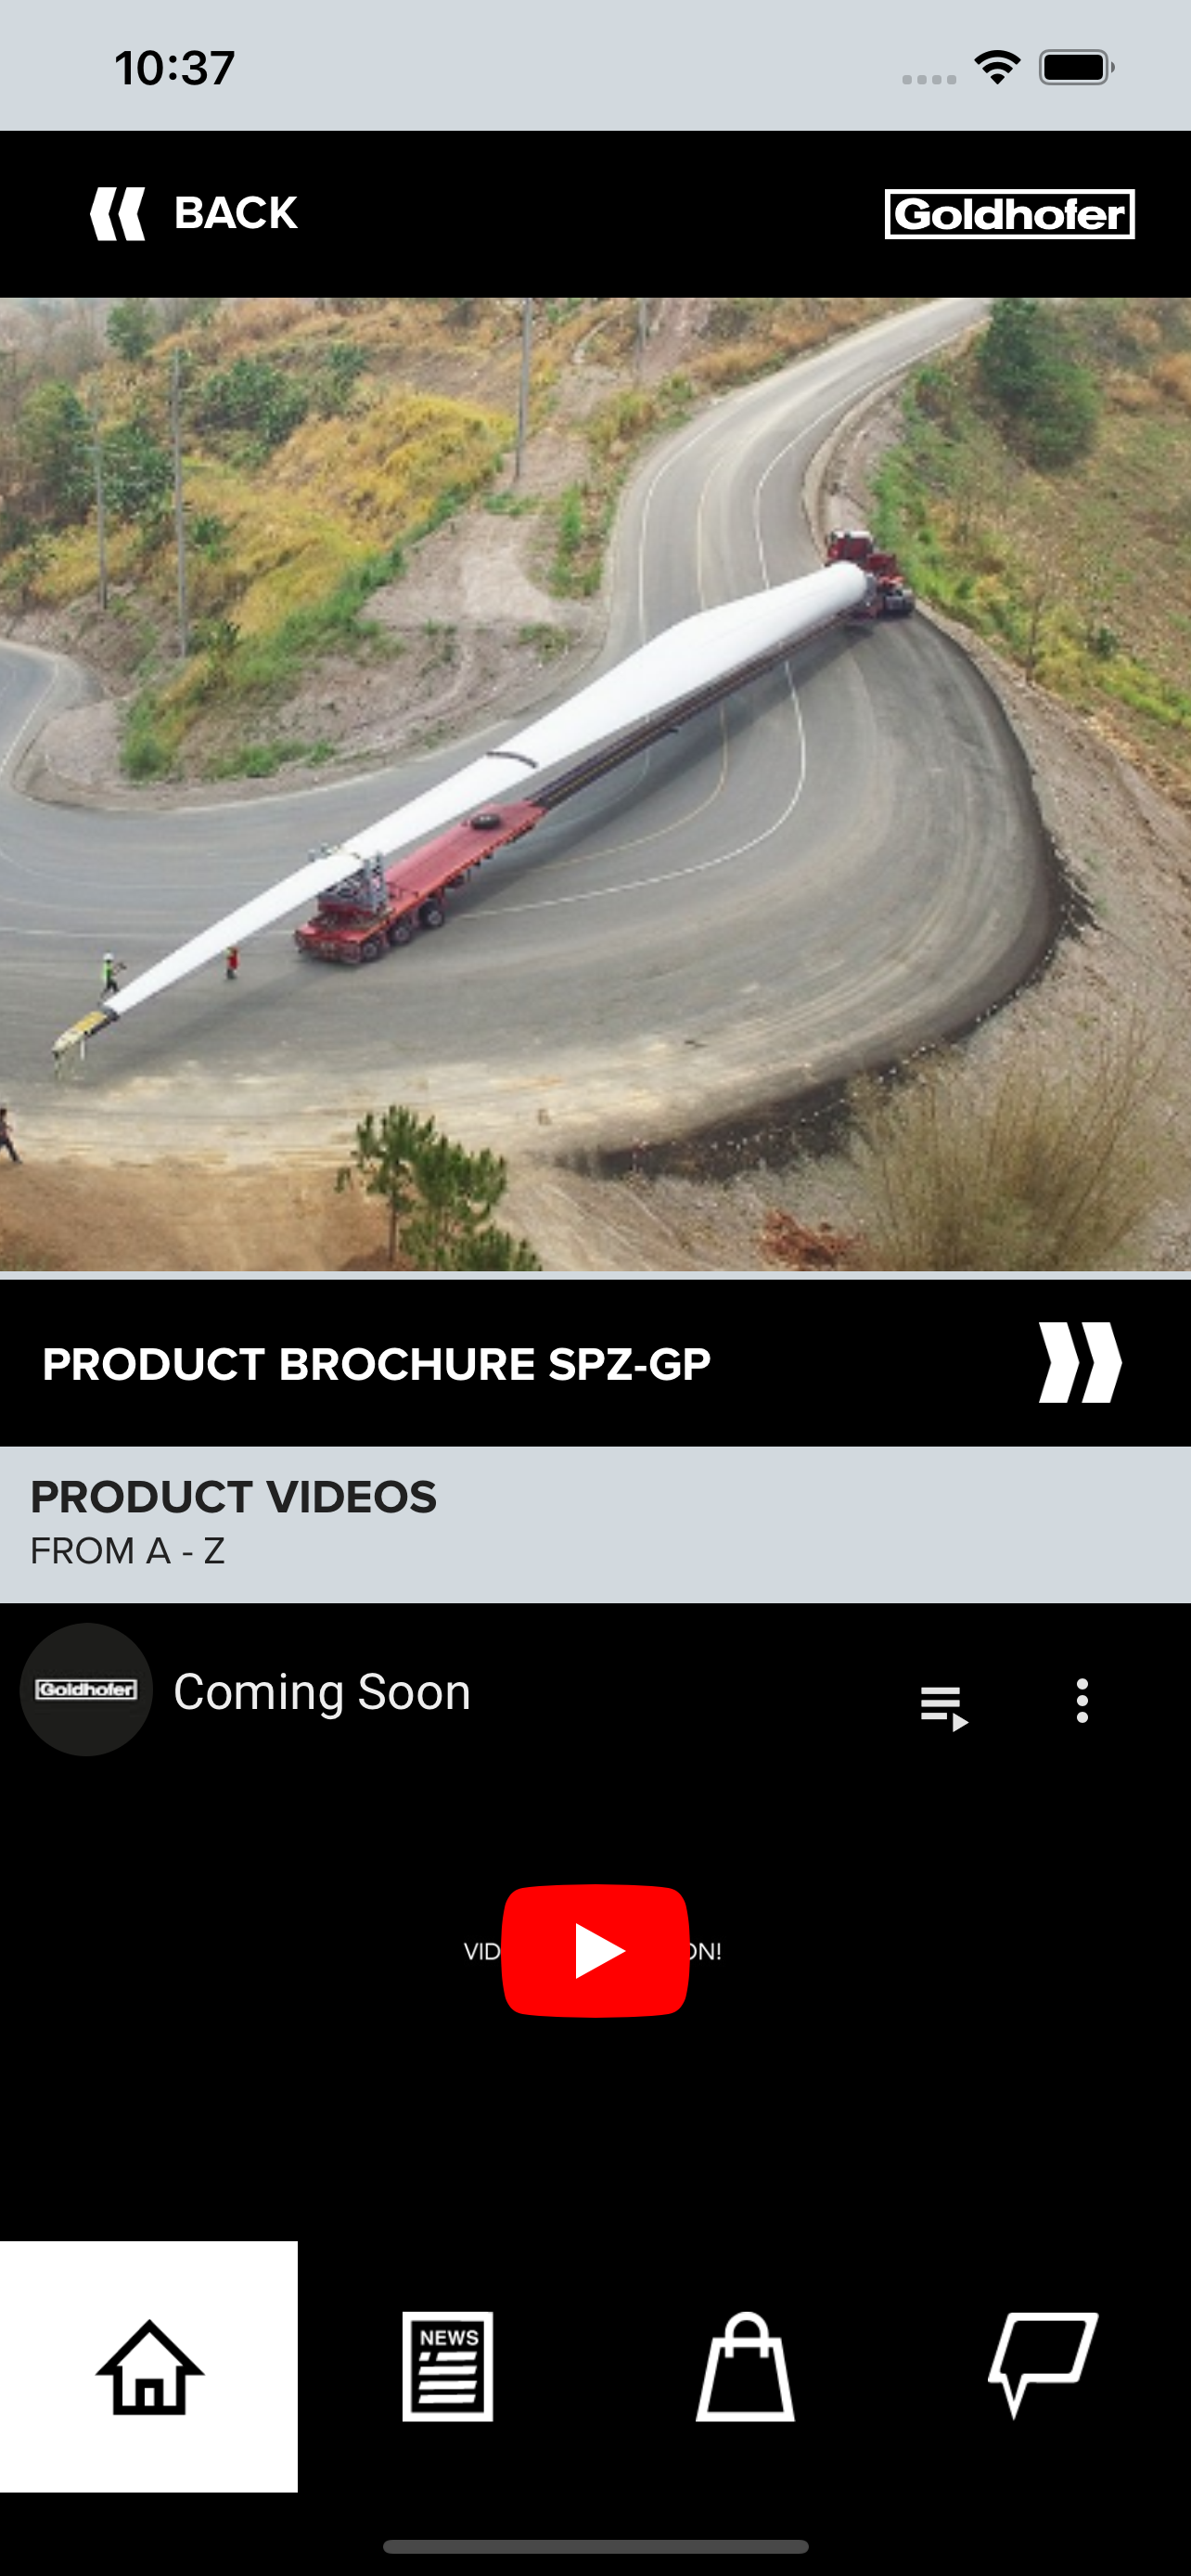 10:37
BACK
Goldhofer
PRODUCT BROCHURE SPZ-GP
PRODUCT VIDEOS
FROM A - Z
Goldhofer
Coming Soon
NEWS